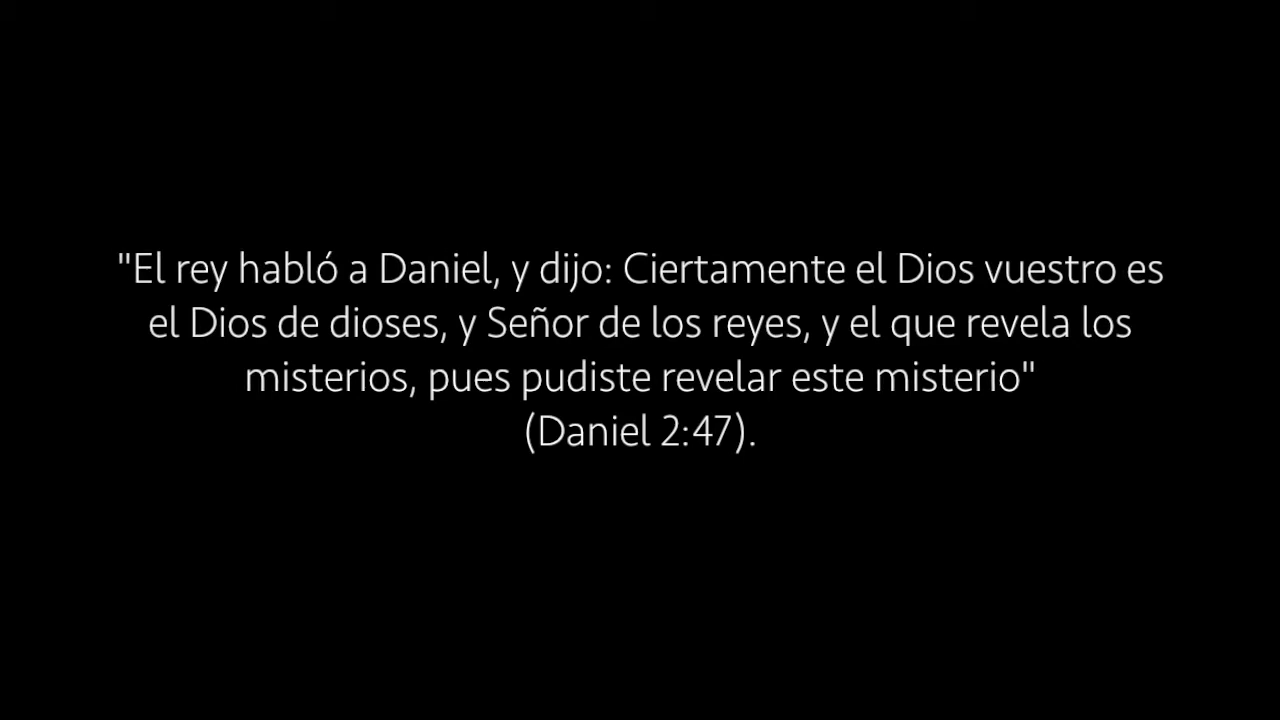 "El rey habló a Daniel, y dijo: Ciertamente el Dios vuestro es
el Dios de dioses, y Señor de los reyes, y el que revela los
misterios, pues pudiste revelar este misterio"
(Daniel 2:47).